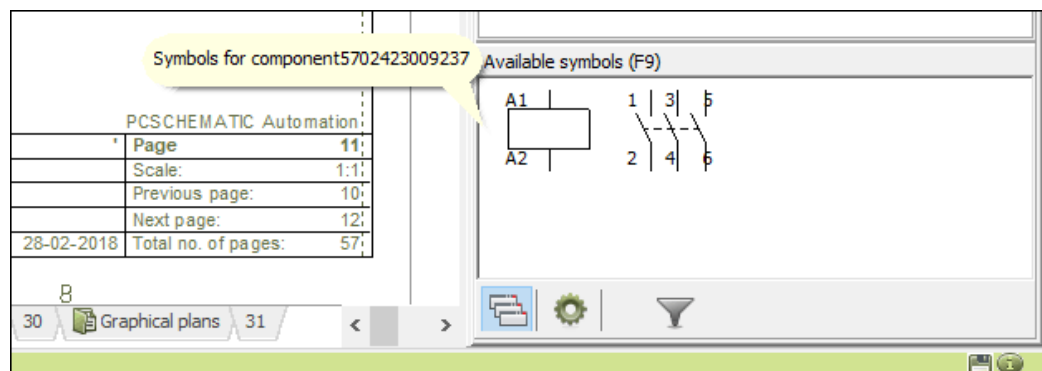 Symbols for component5702423009237
Available symbols (F9)
A1 1 3 5
A2 2 4 6
PCSCHEMATIC Automation
* Page 11
Scale: 1:1
Previous page: 10
Next page: 12
28-02-2018 Total no. of pages: 57
8
30 Graphical plans 31